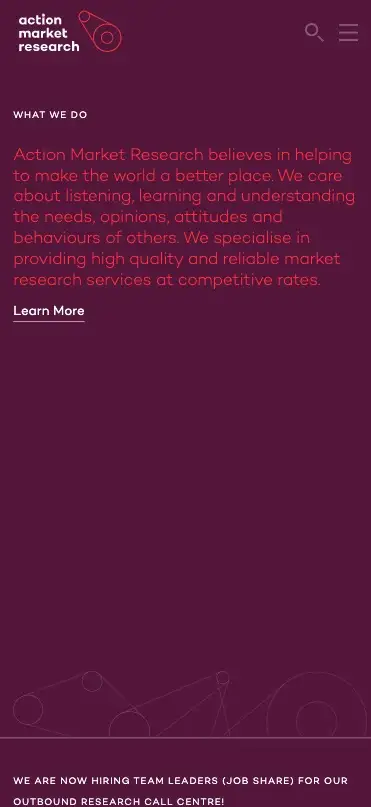 action
market
research
WHAT WE DO
Action Market Research believes in helping
to make the world a better place. We care
about listening, learning and understanding
the needs, opinions, attitudes and
behaviours of others. We specialise in
providing high quality and reliable market
research services at competitive rates.
Learn More
WE ARE NOW HIRING TEAM LEADERS (JOB SHARE) FOR OUR
OUTBOUND RESEARCH CALL CENTRE!